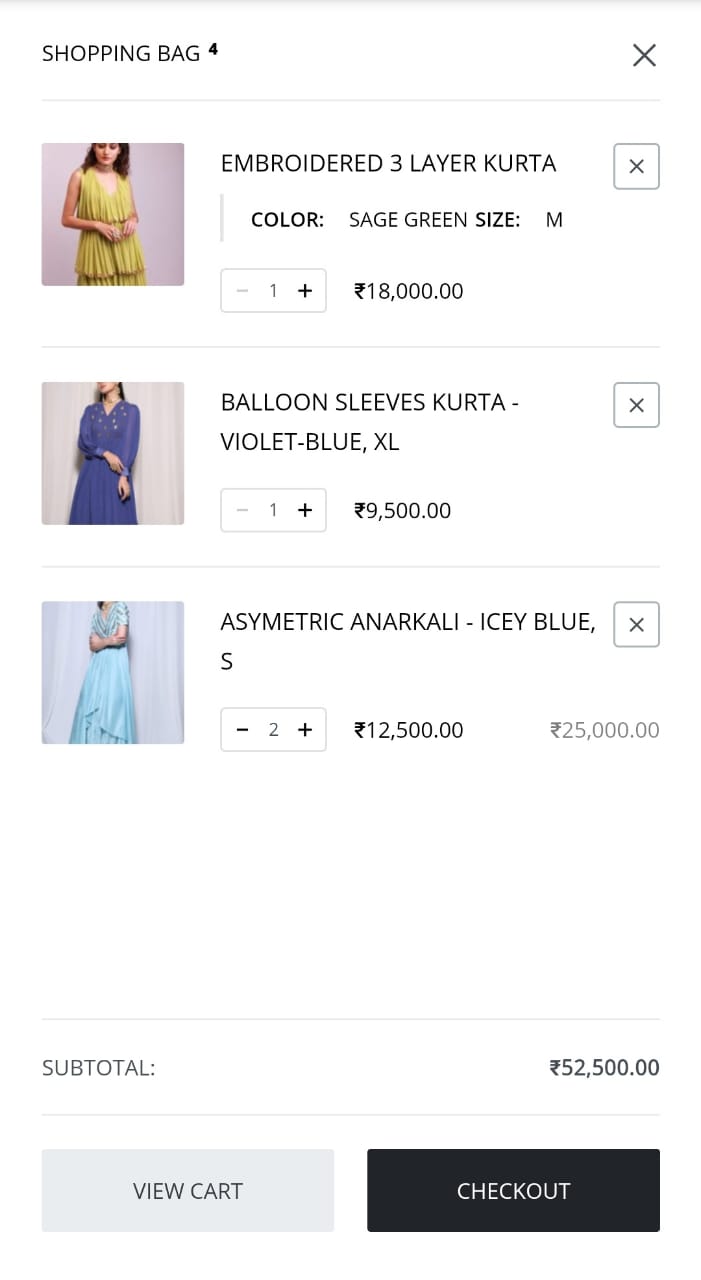 SHOPPING BAG 4
EMBROIDERED 3 LAYER KURTA
COLOR: SAGE GREEN SIZE: M
1 ₹18,000.00
BALLOON SLEEVES KURTA -
VIOLET-BLUE, XL
1 ₹9,500.00
ASYMETRIC ANARKALI - ICEY BLUE,
S
2 ₹12,500.00 ₹25,000.00
SUBTOTAL: ₹52,500.00
VIEW CART CHECKOUT